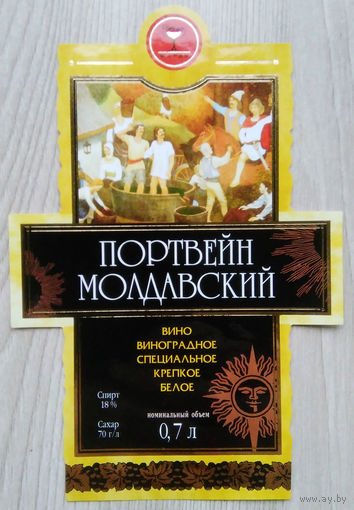 ПОРТВЕЙН
МОЛДАВСКИЙ
ВИНО
ВИНОГРАДНОЕ
СПЕЦИАЛЬНОЕ
КРЕПКОЕ
БЕЛОЕ
Спирт
18 %
номинальный объем
Сахар
70 г/л
0,7 л
www.ay.by